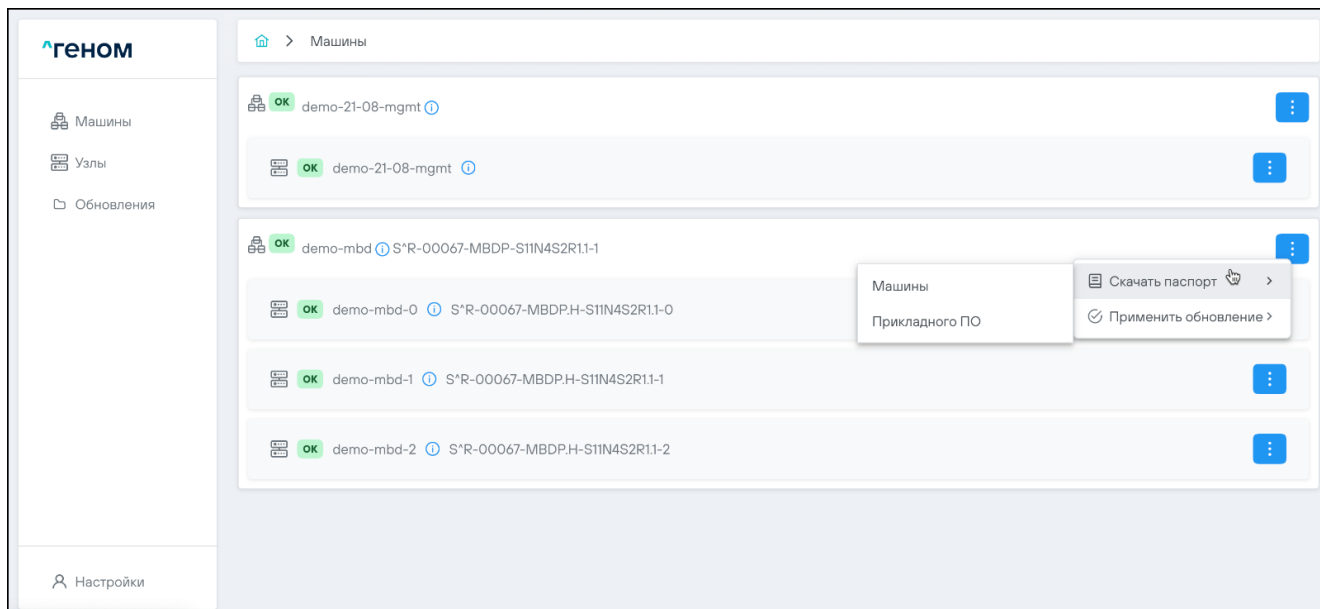 ^геном
Машины
Узлы
Обновления
Настройки
Машины
OK demo-21-08-mgmt
OK demo-21-08-mgmt
OK demo-mbd S^R-00067-MBDP-S11N4S2R1.1-1
Скачать паспорт
Применить обновление
Машины
Прикладного ПО
OK demo-mbd-0 S^R-00067-MBDP.H-S11N4S2R1.1-0
OK demo-mbd-1 S^R-00067-MBDP.H-S11N4S2R1.1-1
OK demo-mbd-2 S^R-00067-MBDP.H-S11N4S2R1.1-2